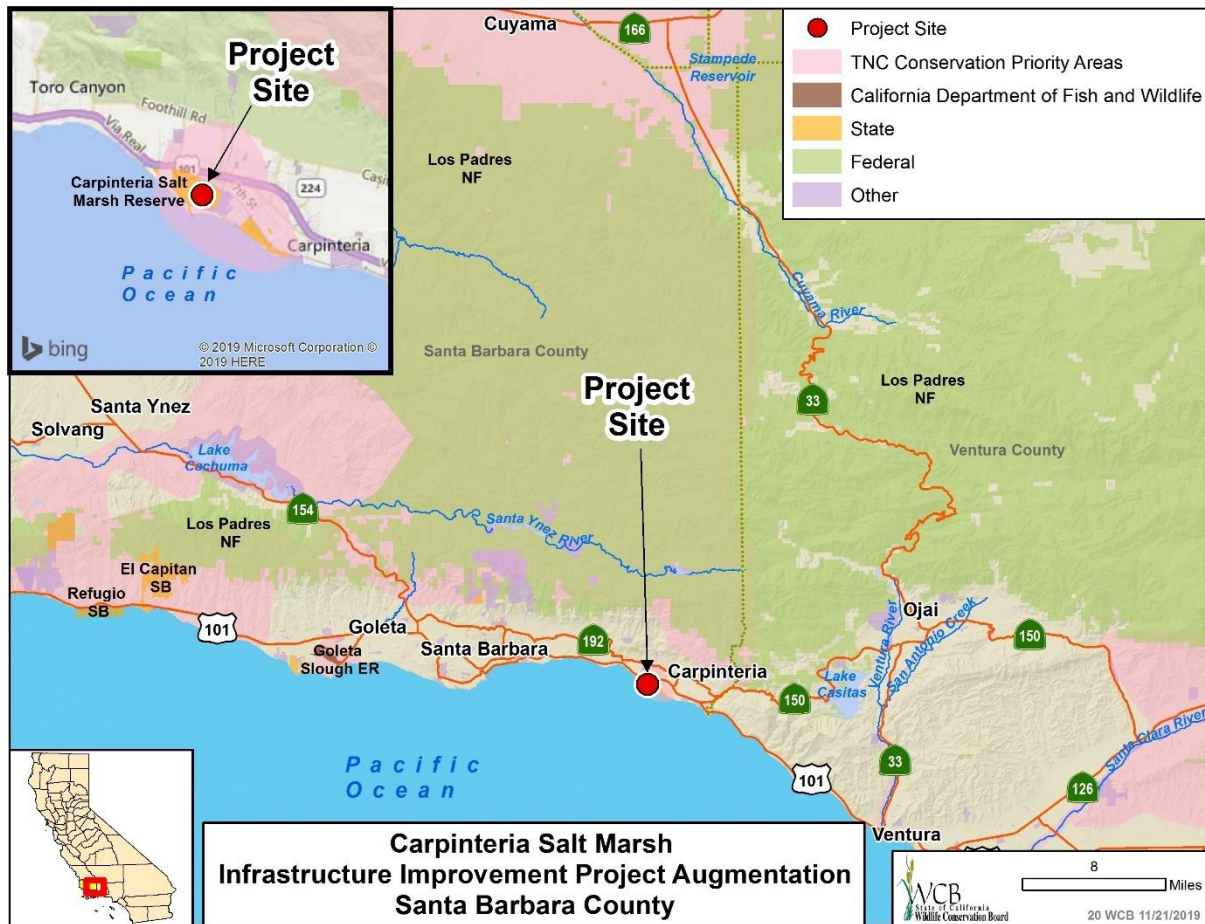 Project
Site
Toro Canyon
Foothill Rd
Via Real
101
Carpinteria Salt
Marsh Reserve
7th St
224
Carpinteria
Pacific
Ocean
bing
© 2019 Microsoft Corporation ©
2019 HERE
Project Site
TNC Conservation Priority Areas
California Department of Fish and Wildlife
State
Federal
Other
Cuyama
166
Stampede
Reservoir
Los Padres
NF
Cuyama River
Santa Barbara County
Los Padres
NF
33
Ventura County
Project
Site
Santa Ynez
Solvang
Lake
Cachuma
154
Los Padres
NF
Santa Ynez River
El Capitan
SB
Refugio
SB
101
Goleta
Goleta
Slough ER
Santa Barbara
192
Carpinteria
150
Lake
Casitas
Ventura River
San Antonio Creek
Ojai
150
33
101
Santa Clara River
126
Ventura
Pacific
Ocean
Carpinteria Salt Marsh
Infrastructure Improvement Project Augmentation
Santa Barbara County
WCB
State of California
Wildlife Conservation Board
8
Miles
20 WCB 11/21/2019